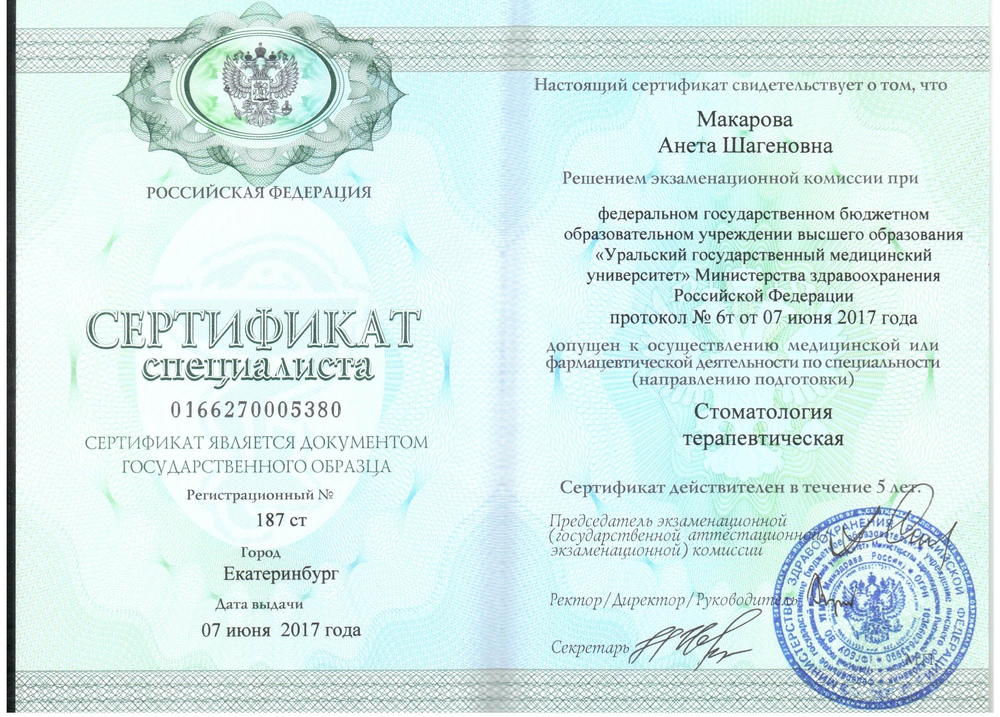 РОССИЙСКАЯ ФЕДЕРАЦИЯ
СЕРТИФИКАТ
специалиста
0166270005380
СЕРТИФИКАТ ЯВЛЯЕТСЯ ДОКУМЕНТОМ
ГОСУДАРСТВЕННОГО ОБРАЗЦА
Регистрационный №
187 ст
Город
Екатеринбург
Дата выдачи
07 июня 2017 года
Настоящий сертификат свидетельствует о том, что
Макарова
Анета Шагеновна
Решением экзаменационной комиссии при
федеральном государственном бюджетном
образовательном учреждении высшего образования
«Уральский государственный медицинский
университет» Министерства здравоохранения
Российской Федерации
протокол № 6т от 07 июня 2017 года
допущен к осуществлению медицинской или
фармацевтической деятельности по специальности
(направлению подготовки)
Стоматология
терапевтическая
Сертификат действителен в течение 5 лет.
Председатель экзаменационной
(государственной аттестационной
экзаменационной) комиссии
Ректор/Директор/Руководитель
Секретарь